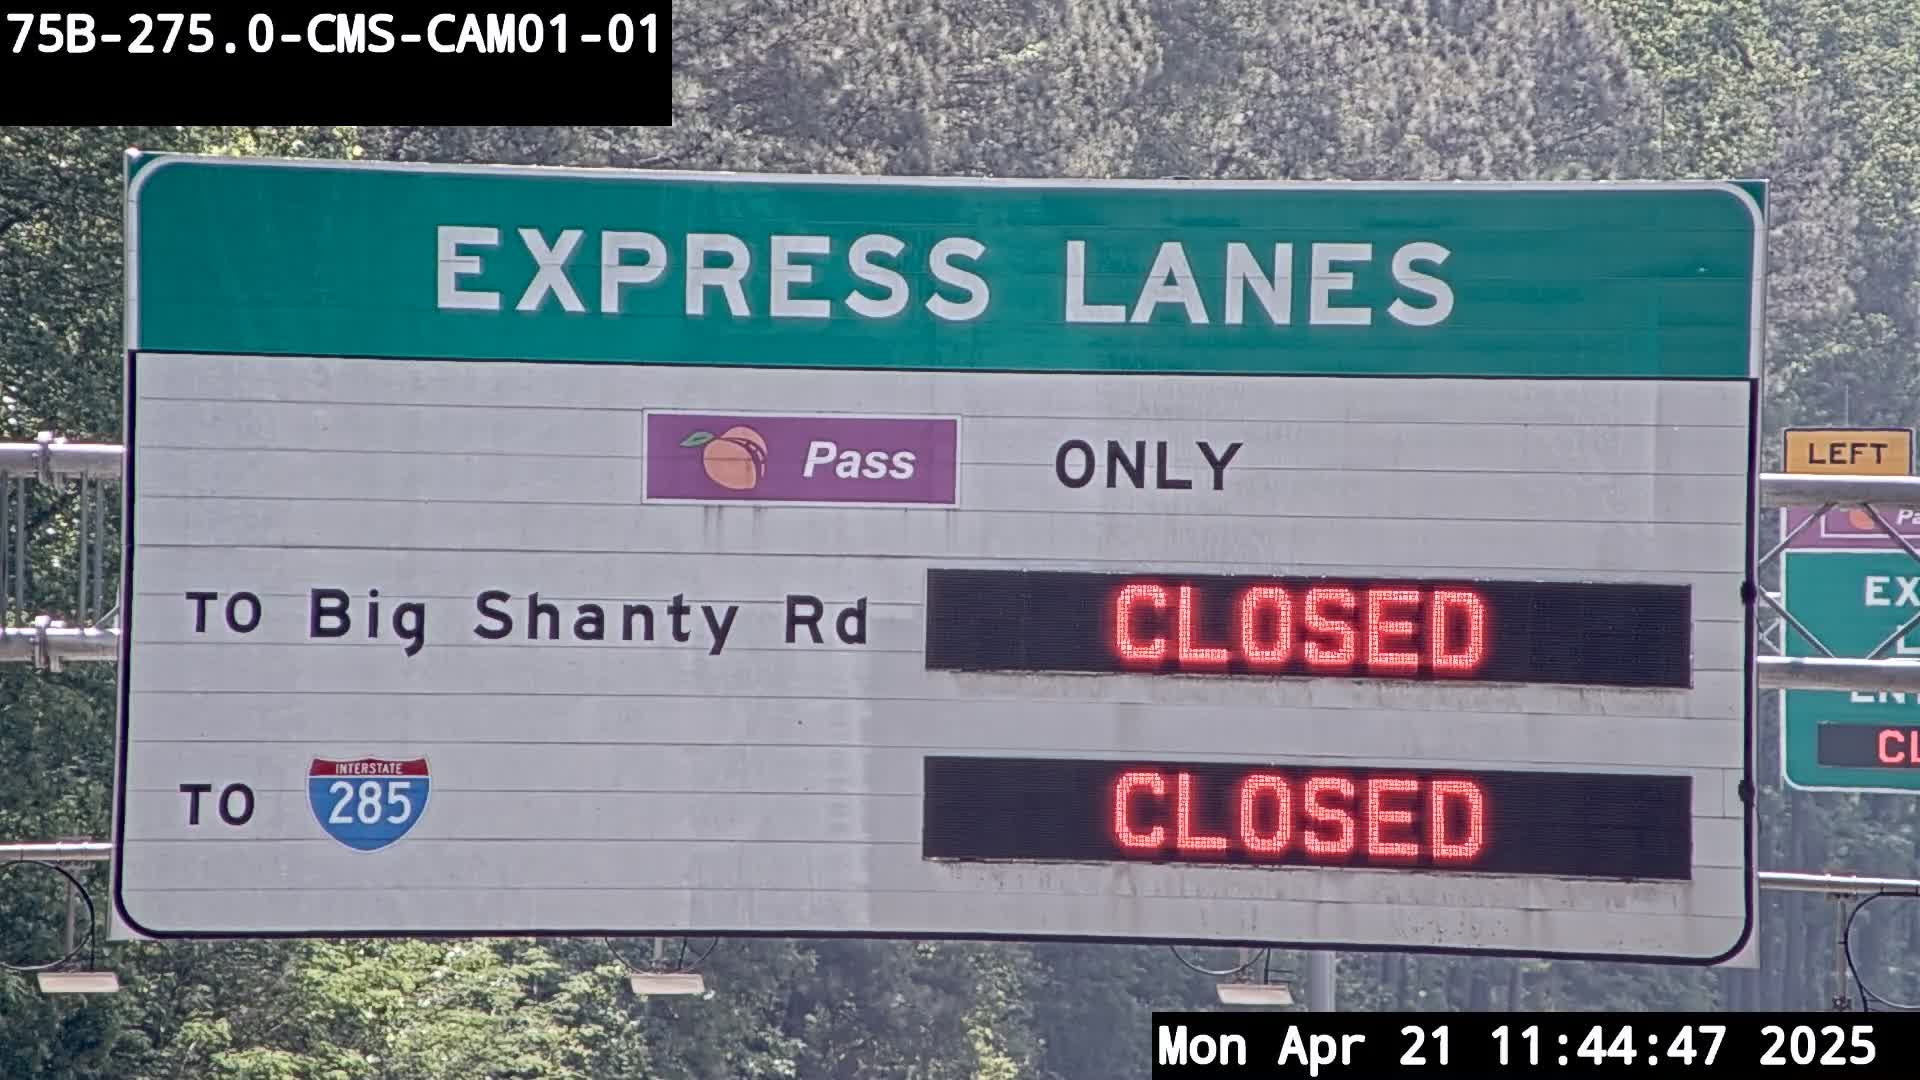 75B-275.0-CMS-CAM01-01
EXPRESS LANES
Pass ONLY
TO Big Shanty Rd CLOSED
TO INTERSTATE 285 CLOSED
LEFT
Mon Apr 21 11:44:47 2025